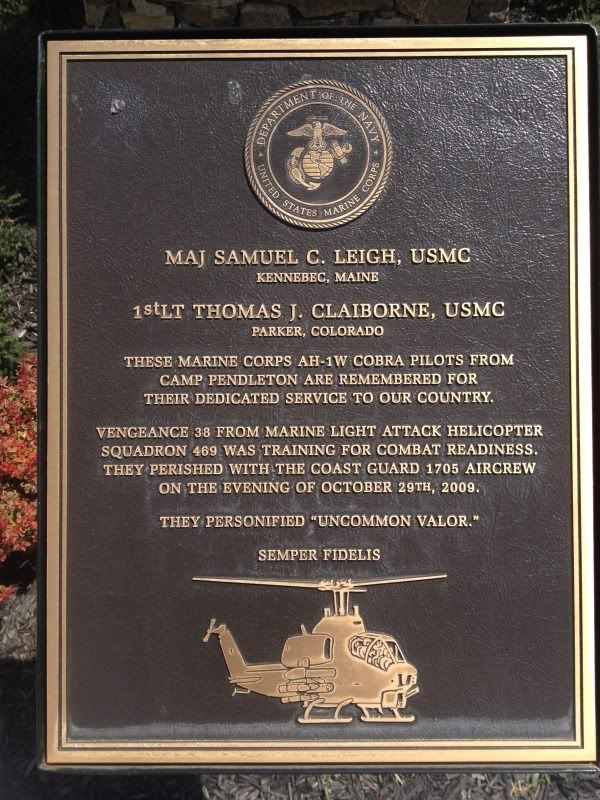 DEPARTMENT OF THE NAVY
UNITED STATES MARINE CORPS
MAJ SAMUEL C. LEIGH, USMC
KENNEBEC, MAINE
1stLT THOMAS J. CLAIBORNE, USMC
PARKER, COLORADO
THESE MARINE CORPS AH-1W COBRA PILOTS FROM
CAMP PENDLETON ARE REMEMBERED FOR
THEIR DEDICATED SERVICE TO OUR COUNTRY.
VENGEANCE 38 FROM MARINE LIGHT ATTACK HELICOPTER
SQUADRON 469 WAS TRAINING FOR COMBAT READINESS.
THEY PERISHED WITH THE COAST GUARD 1705 AIRCREW
ON THE EVENING OF OCTOBER 29TH, 2009.
THEY PERSONIFIED "UNCOMMON VALOR."
SEMPER FIDELIS